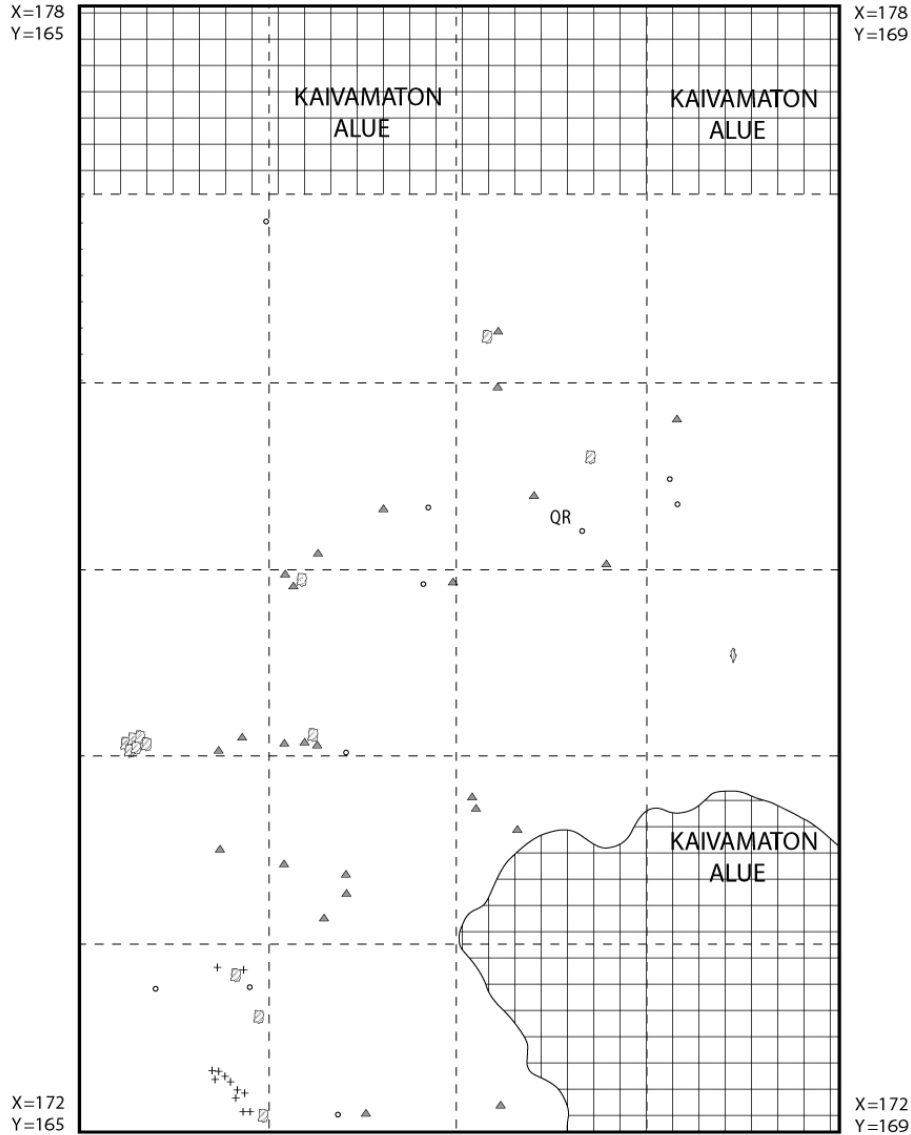 X=178
Y=165
X=178
Y=169
KAIVAMATON
ALUE
KAIVAMATON
ALUE
QR
KAIVAMATON
ALUE
X=172
Y=165
X=172
Y=169